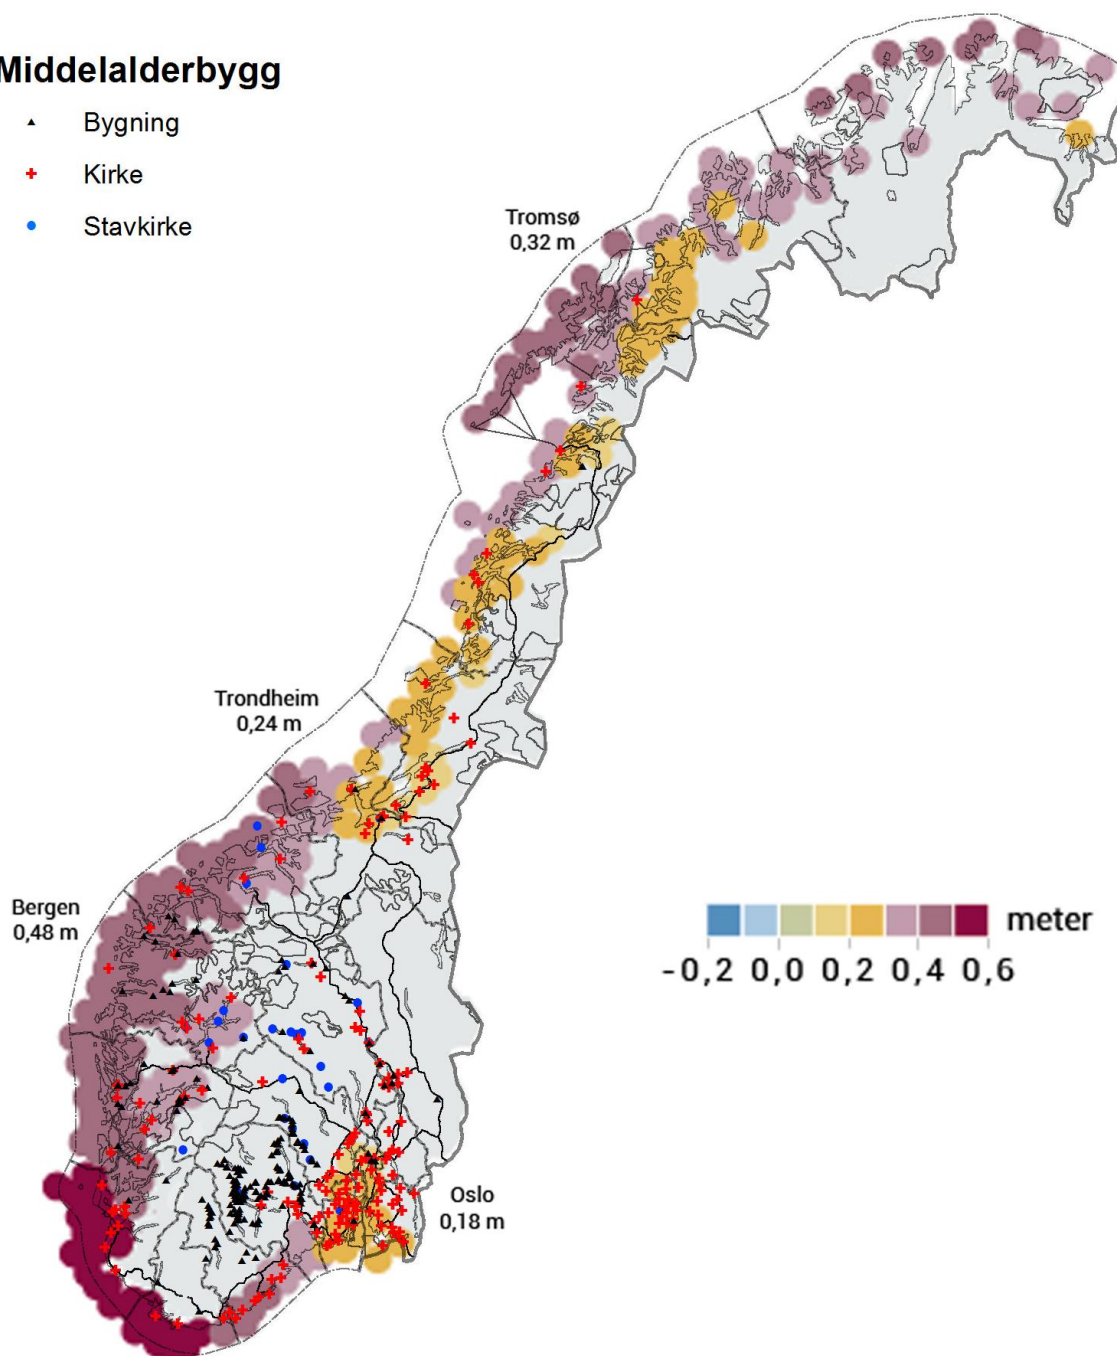 Middelalderbygg
Bygning
Kirke
Stavkirke
Tromsø
0,32 m
Trondheim
0,24 m
Bergen
0,48 m
meter
-0,2 0,0 0,2 0,4 0,6
Oslo
0,18 m